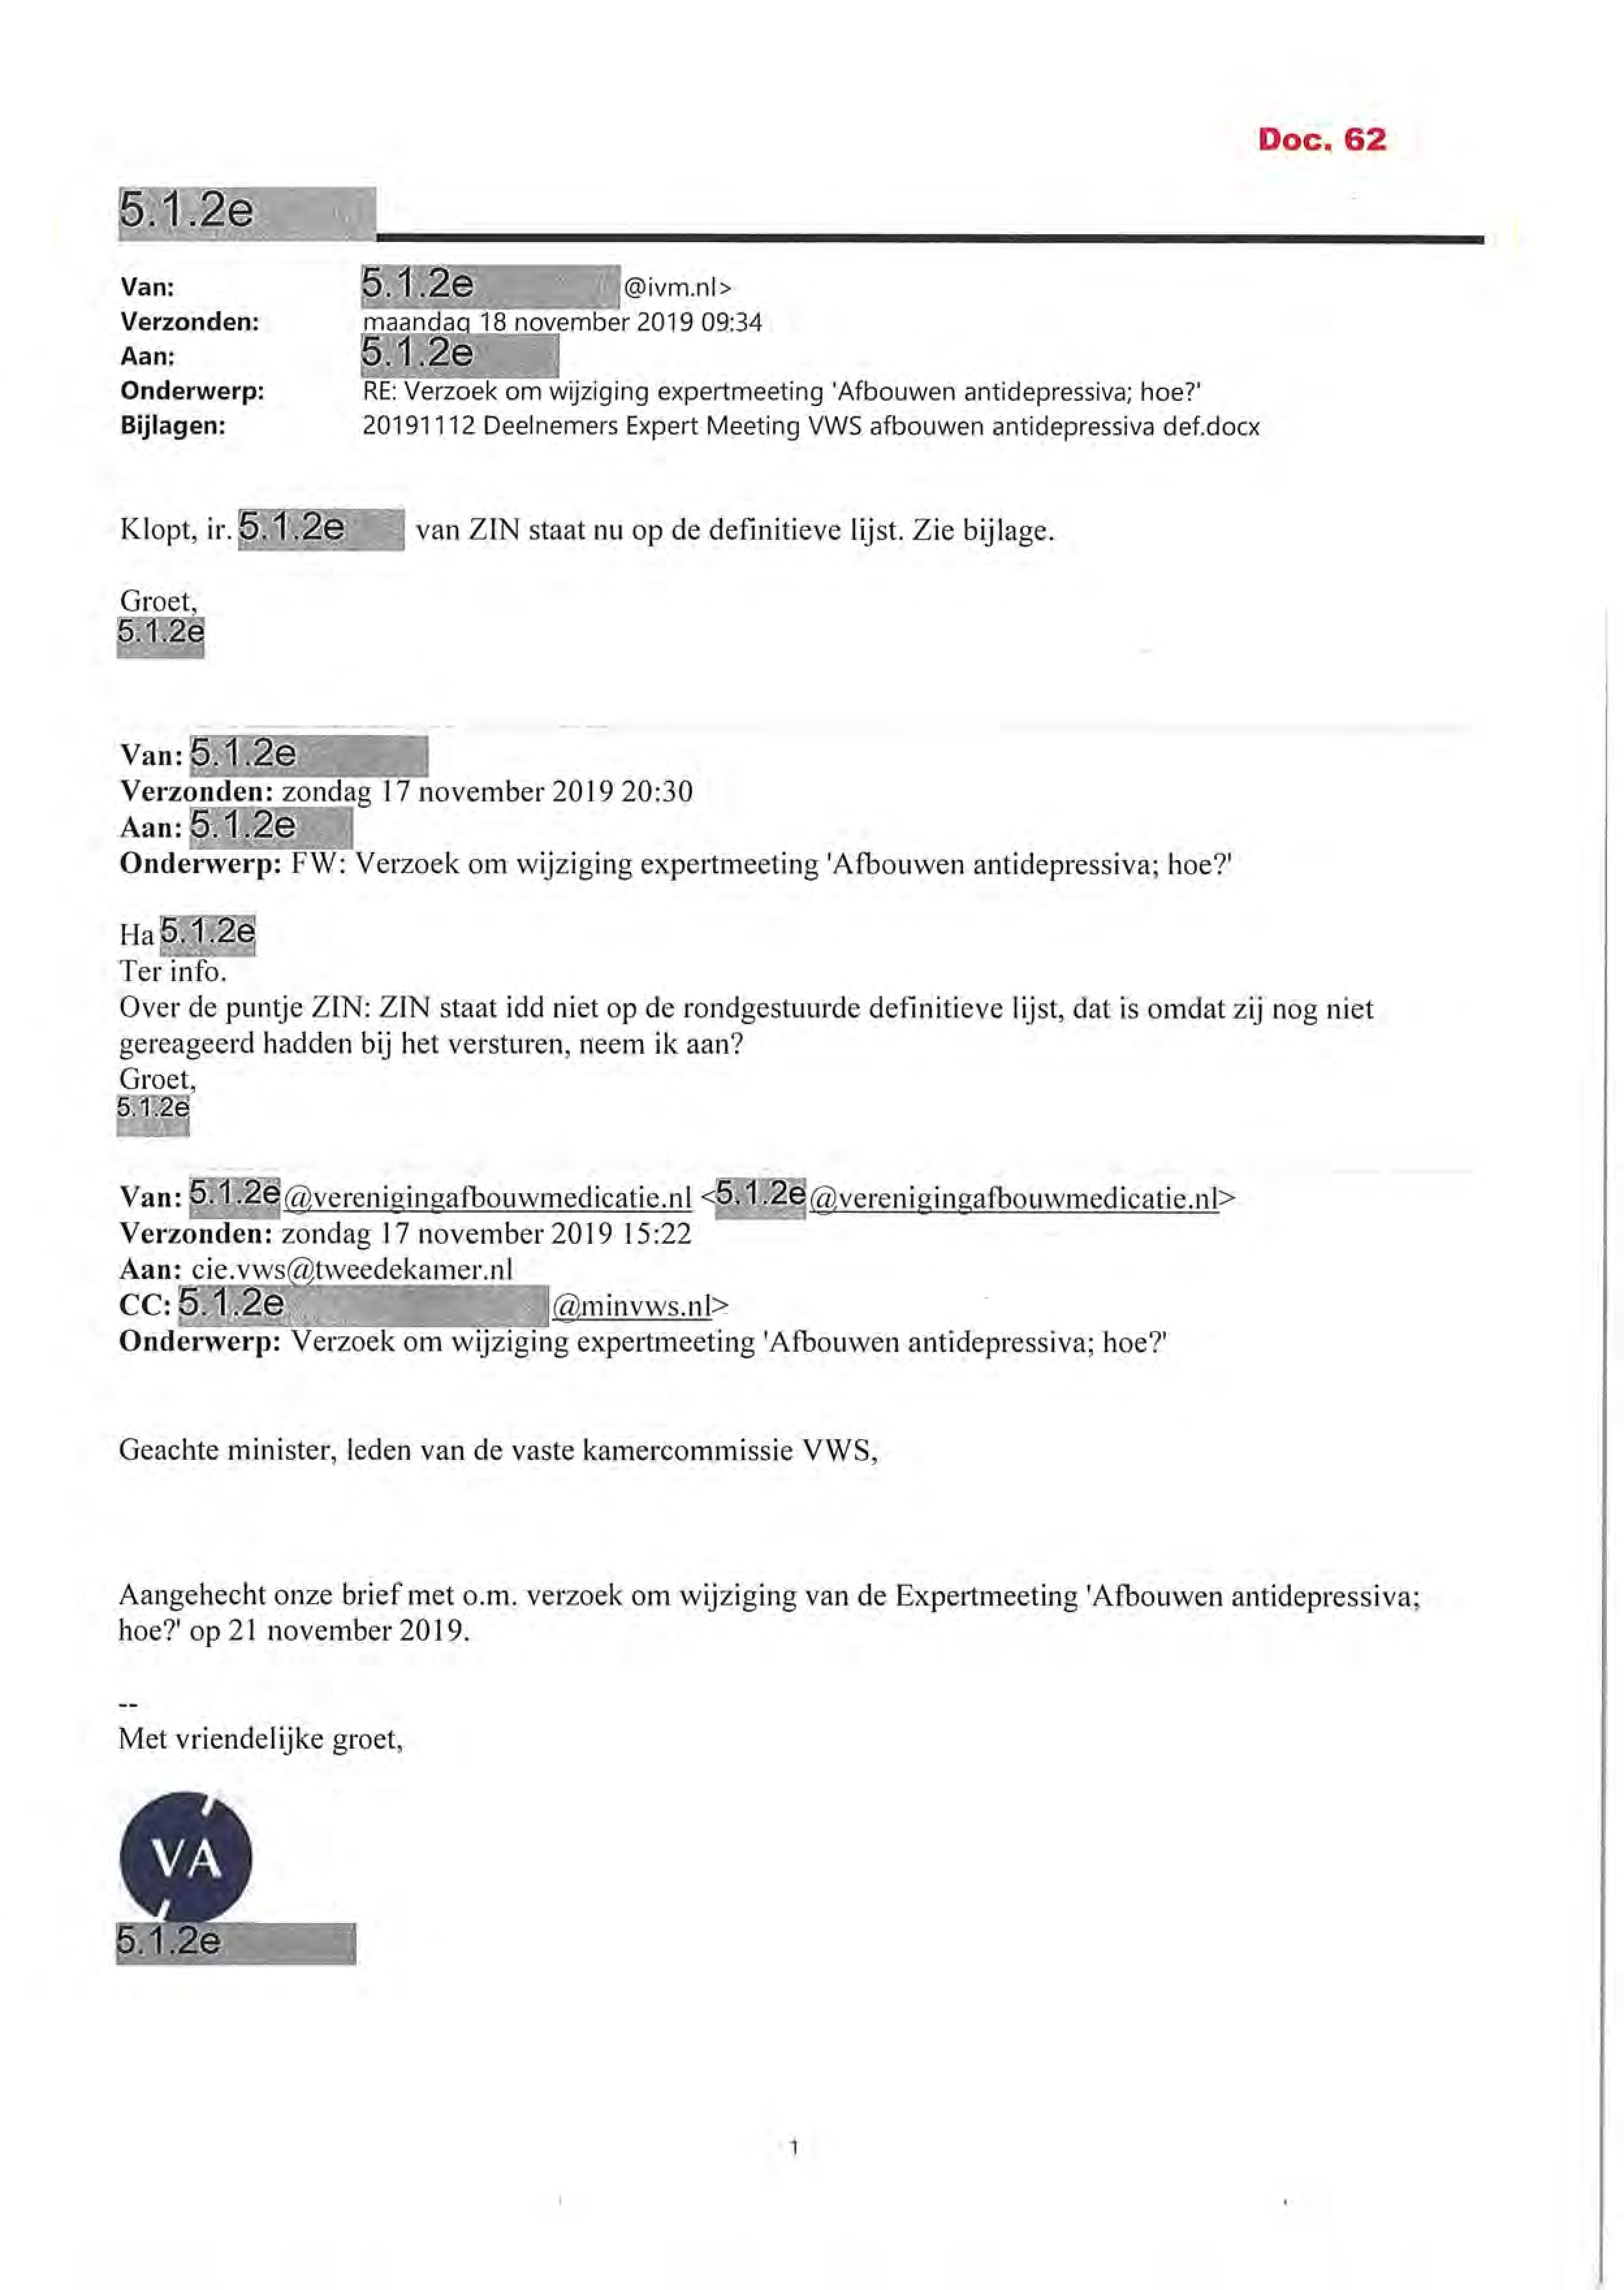 Doc. 62
5.1.2e
Van: 5.1.2e @ivm.nl>
Verzonden: maandag 18 november 2019 09:34
Aan: 5.1.2e
Onderwerp: RE: Verzoek om wijziging expertmeeting 'Afbouwen antidepressiva; hoe?'
Bijlagen: 20191112 Deelnemers Expert Meeting VWS afbouwen antidepressiva def.docx
Klopt, ir. 5.1.2e van ZIN staat nu op de definitieve lijst. Zie bijlage.
Groet,
5.1.2e
Van: 5.1.2e
Verzonden: zondag 17 november 2019 20:30
Aan: 5.1.2e
Onderwerp: FW: Verzoek om wijziging expertmeeting 'Afbouwen antidepressiva; hoe?'
Ha 5.1.2e
Ter info.
Over de puntje ZIN: ZIN staat idd niet op de rondgestuurde definitieve lijst, dat is omdat zij nog niet
gereageerd hadden bij het versturen, neem ik aan?
Groet,
5.1.2e
Van: 5.1.2e@verenigingafbouwmedicatie.nl <5.1.2e@verenigingafbouwmedicatie.nl>
Verzonden: zondag 17 november 2019 15:22
Aan: cie.vws@tweedekamer.nl
CC: 5.1.2e @minvws.nl>
Onderwerp: Verzoek om wijziging expertmeeting 'Afbouwen antidepressiva; hoe?'
Geachte minister, leden van de vaste kamercommissie VWS,
Aangehecht onze brief met o.m. verzoek om wijziging van de Expertmeeting 'Afbouwen antidepressiva;
hoe?' op 21 november 2019.
--
Met vriendelijke groet,
VA
5.1.2e
1